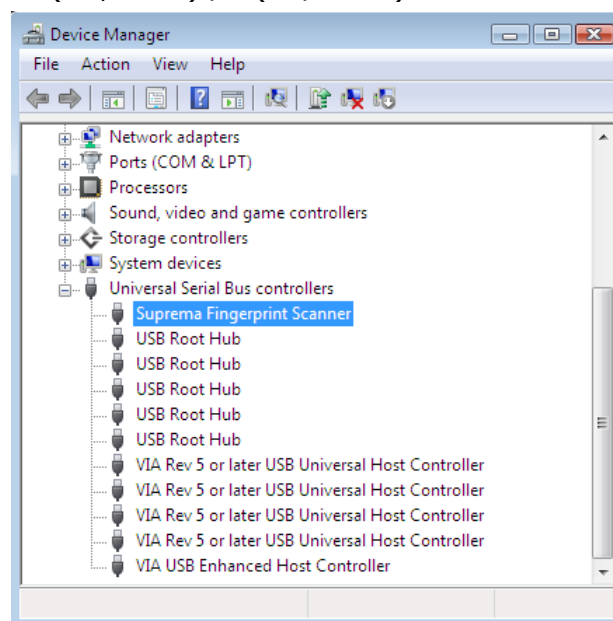 Device Manager
File Action View Help
Network adapters
Ports (COM & LPT)
Processors
Sound, video and game controllers
Storage controllers
System devices
Universal Serial Bus controllers
Suprema Fingerprint Scanner
USB Root Hub
USB Root Hub
USB Root Hub
USB Root Hub
USB Root Hub
VIA Rev 5 or later USB Universal Host Controller
VIA Rev 5 or later USB Universal Host Controller
VIA Rev 5 or later USB Universal Host Controller
VIA Rev 5 or later USB Universal Host Controller
VIA USB Enhanced Host Controller